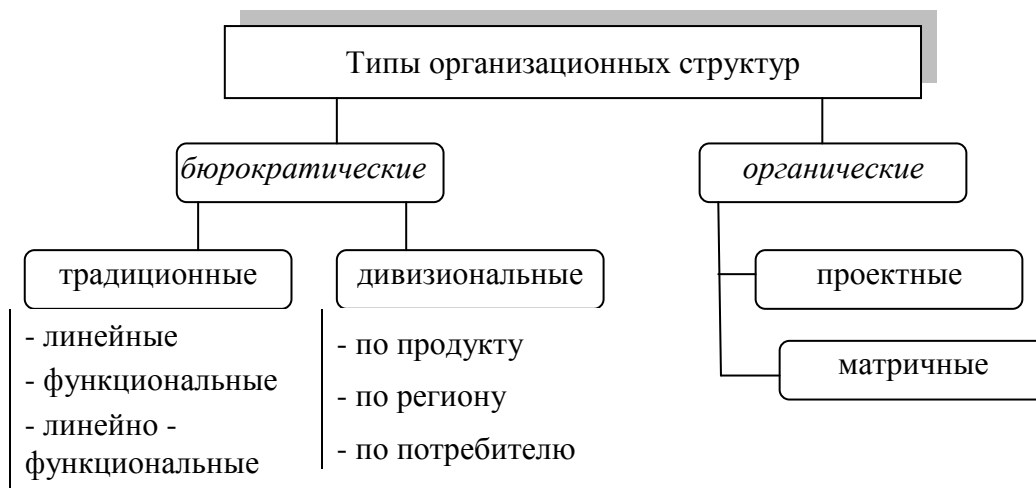 Типы организационных структур
бюрократические
органические
традиционные
дивизиональные
проектные
матричные
- линейные
- функциональные
- линейно -
функциональные
- по продукту
- по региону
- по потребителю